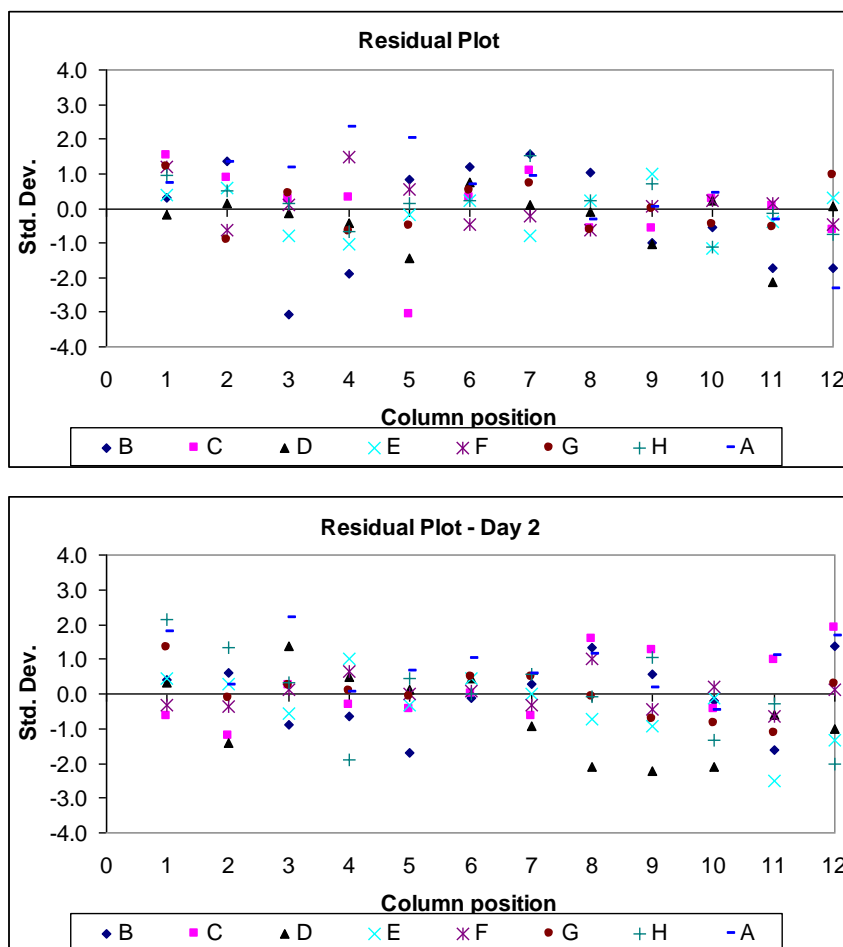 Residual Plot
4.0
3.0
2.0
1.0
0.0
-1.0
-2.0
-3.0
-4.0
Std. Dev.
0 1 2 3 4 5 6 7 8 9 10 11 12
Column position
B C D E F G H A
Residual Plot - Day 2
4.0
3.0
2.0
1.0
0.0
-1.0
-2.0
-3.0
-4.0
Std. Dev.
0 1 2 3 4 5 6 7 8 9 10 11 12
Column position
B C D E F G H A